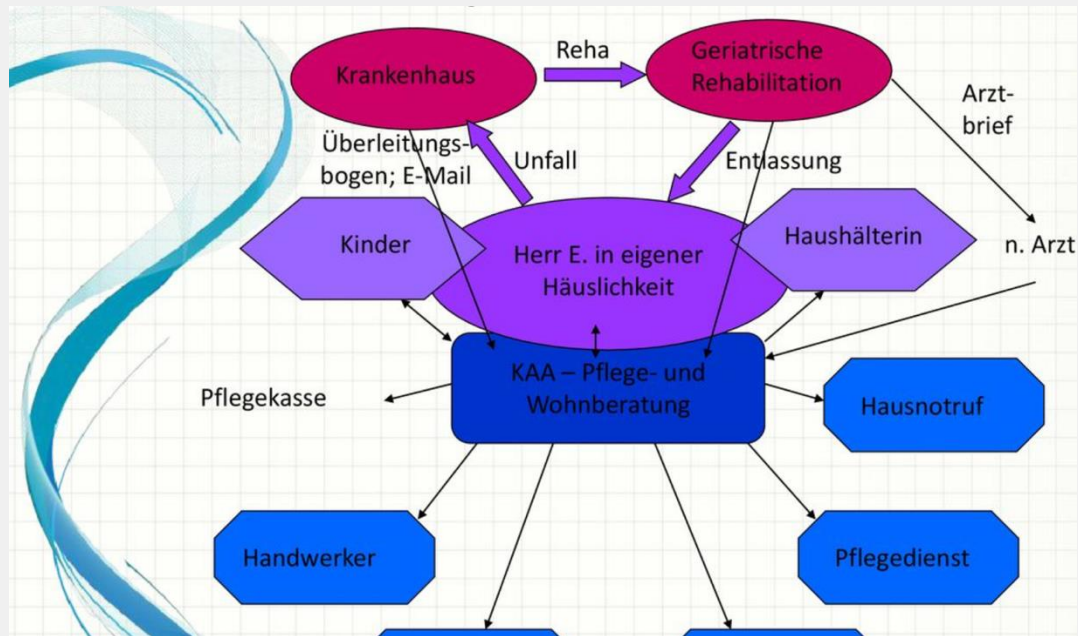 Krankenhaus
Reha
Geriatrische
Rehabilitation
Arzt-
brief
Überleitungs-
bogen; E-Mail
Unfall
Entlassung
Kinder
Herr E. in eigener
Häuslichkeit
Haushälterin
n. Arzt
KAA – Pflege- und
Wohnberatung
Pflegekasse
Hausnotruf
Handwerker
Pflegedienst